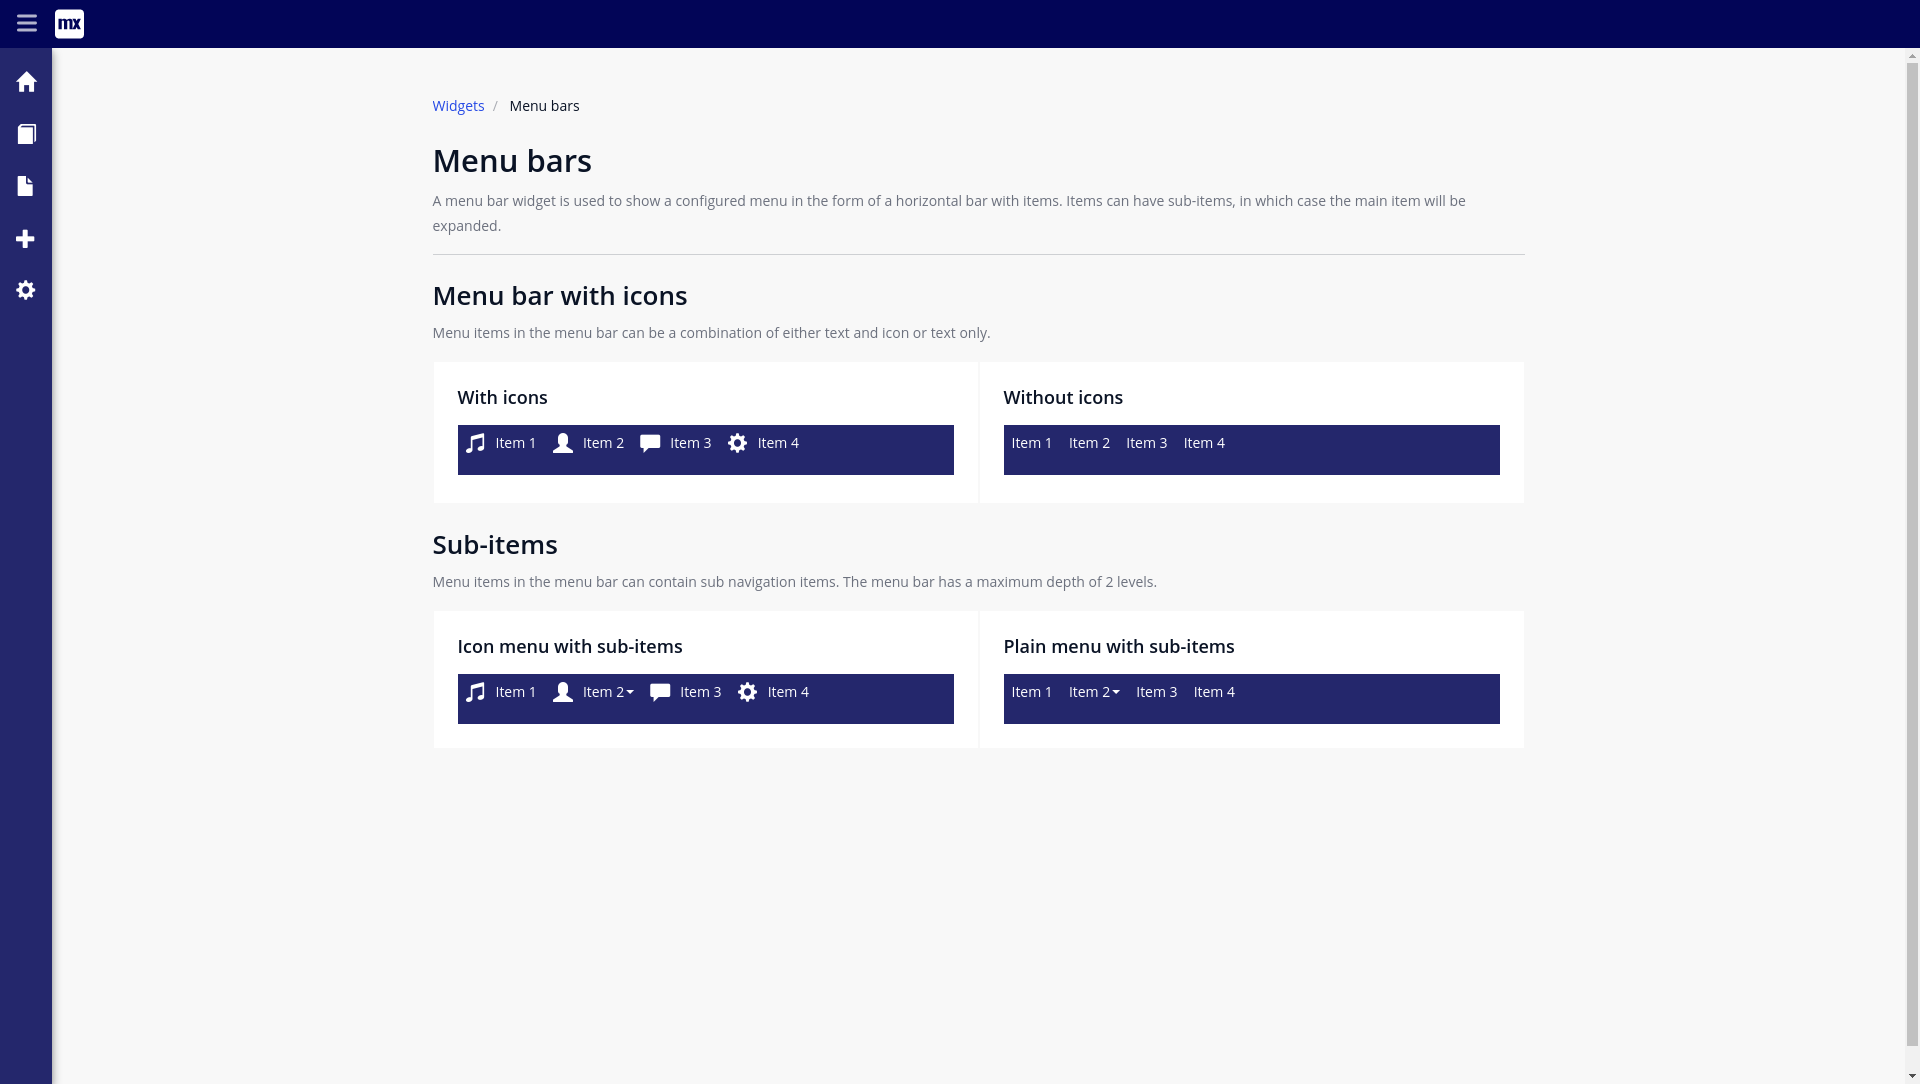 mx
Widgets / Menu bars
Menu bars
A menu bar widget is used to show a configured menu in the form of a horizontal bar with items. Items can have sub-items, in which case the main item will be
expanded.
Menu bar with icons
Menu items in the menu bar can be a combination of either text and icon or text only.
With icons
Item 1 Item 2 Item 3 Item 4
Without icons
Item 1 Item 2 Item 3 Item 4
Sub-items
Menu items in the menu bar can contain sub navigation items. The menu bar has a maximum depth of 2 levels.
Icon menu with sub-items
Item 1 Item 2 Item 3 Item 4
Plain menu with sub-items
Item 1 Item 2 Item 3 Item 4